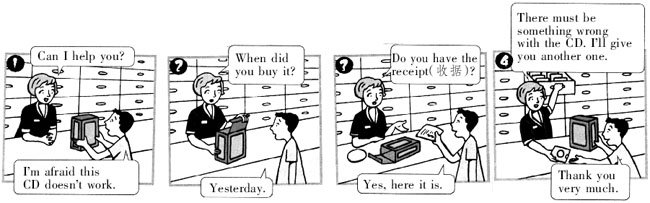 1
Can I help you?
I'm afraid this
CD doesn't work.
2
When did
you buy it?
Yesterday.
?
Do you have the
receipt(收据)?
Yes, here it is.
4
There must be
something wrong
with the CD. I'll give
you another one.
Thank you
very much.